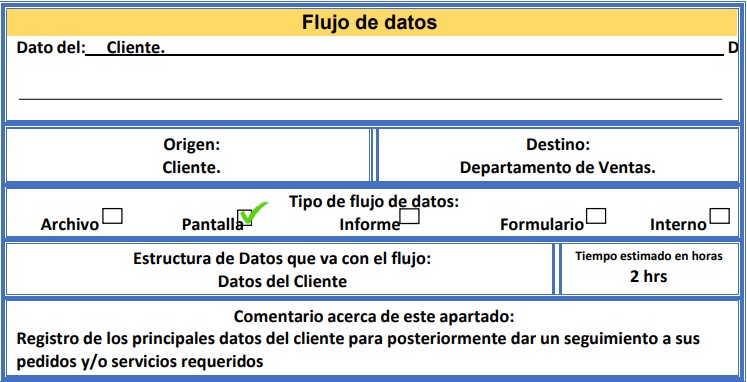 Flujo de datos
Dato del: Cliente. D
Origen:
Cliente.
Destino:
Departamento de Ventas.
Tipo de flujo de datos:
Archivo Pantalla Informe Formulario Interno
Estructura de Datos que va con el flujo:
Datos del Cliente
Tiempo estimado en horas
2 hrs
Comentario acerca de este apartado:
Registro de los principales datos del cliente para posteriormente dar un seguimiento a sus
pedidos y/o servicios requeridos